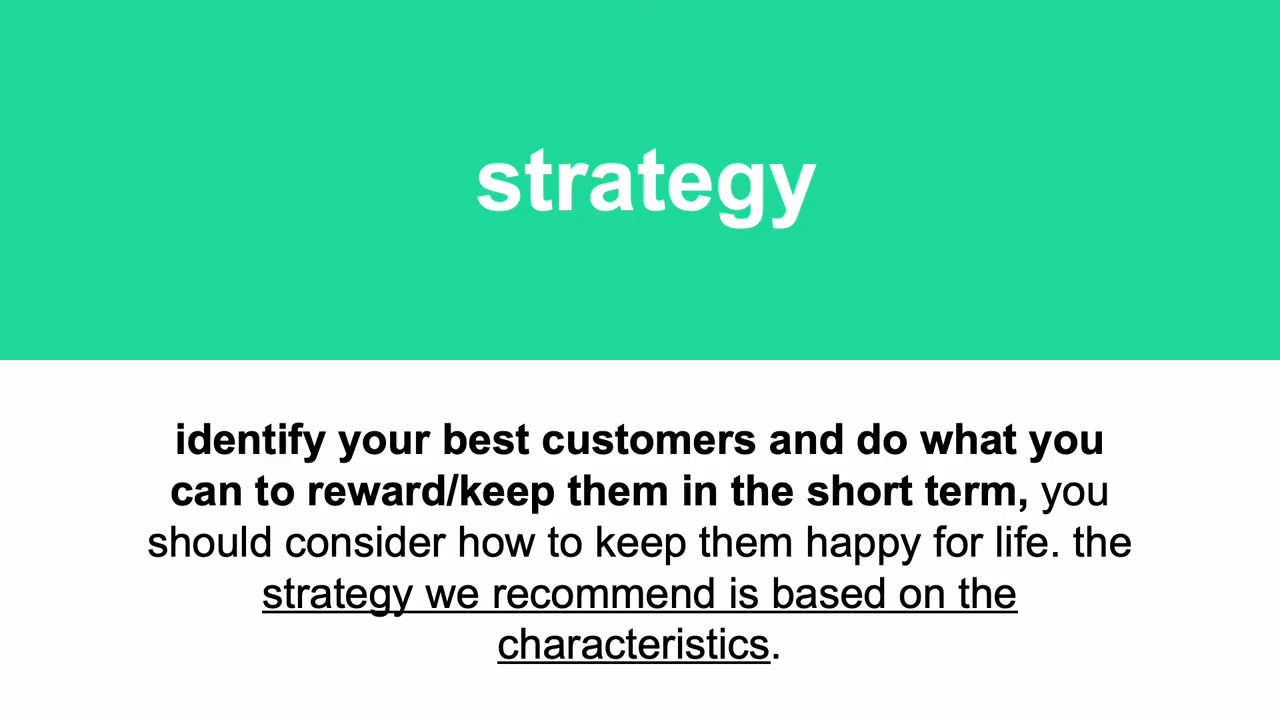 strategy
identify your best customers and do what you
can to reward/keep them in the short term, you
should consider how to keep them happy for life. the
strategy we recommend is based on the
characteristics.